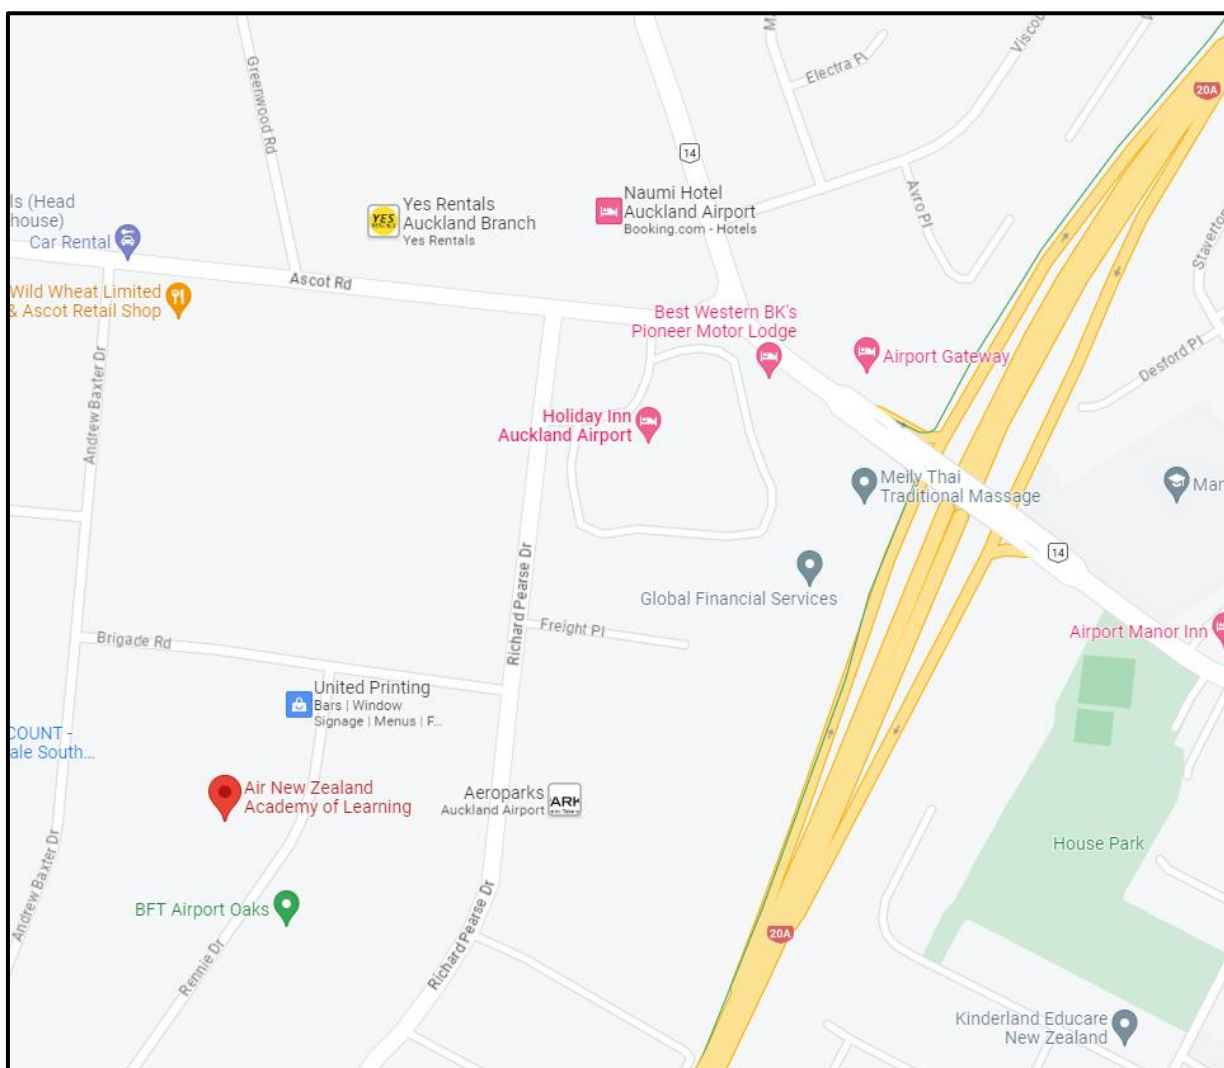 Greenwood Rd
Electra Pl
Viscou
20A
14
ls (Head
house)
Car Rental
YES
Yes Rentals
Auckland Branch
Yes Rentals
Naumi Hotel
Auckland Airport
Booking.com - Hotels
Avro Pl
Staverton
Wild Wheat Limited
& Ascot Retail Shop
Ascot Rd
Best Western BK's
Pioneer Motor Lodge
Airport Gateway
Desford Pl
Andrew Baxter Dr
Holiday Inn
Auckland Airport
Meily Thai
Traditional Massage
Mar
14
Richard Pearse Dr
Global Financial Services
Freight Pl
Airport Manor Inn
Brigade Rd
United Printing
Bars | Window
Signage | Menus | F...
COUNT -
ale South...
Air New Zealand
Academy of Learning
Aeroparks
Auckland Airport
ARK
House Park
Andrew Baxter Dr
BFT Airport Oaks
Rennie Dr
Richard Pearse Dr
20A
Kinderland Educare
New Zealand